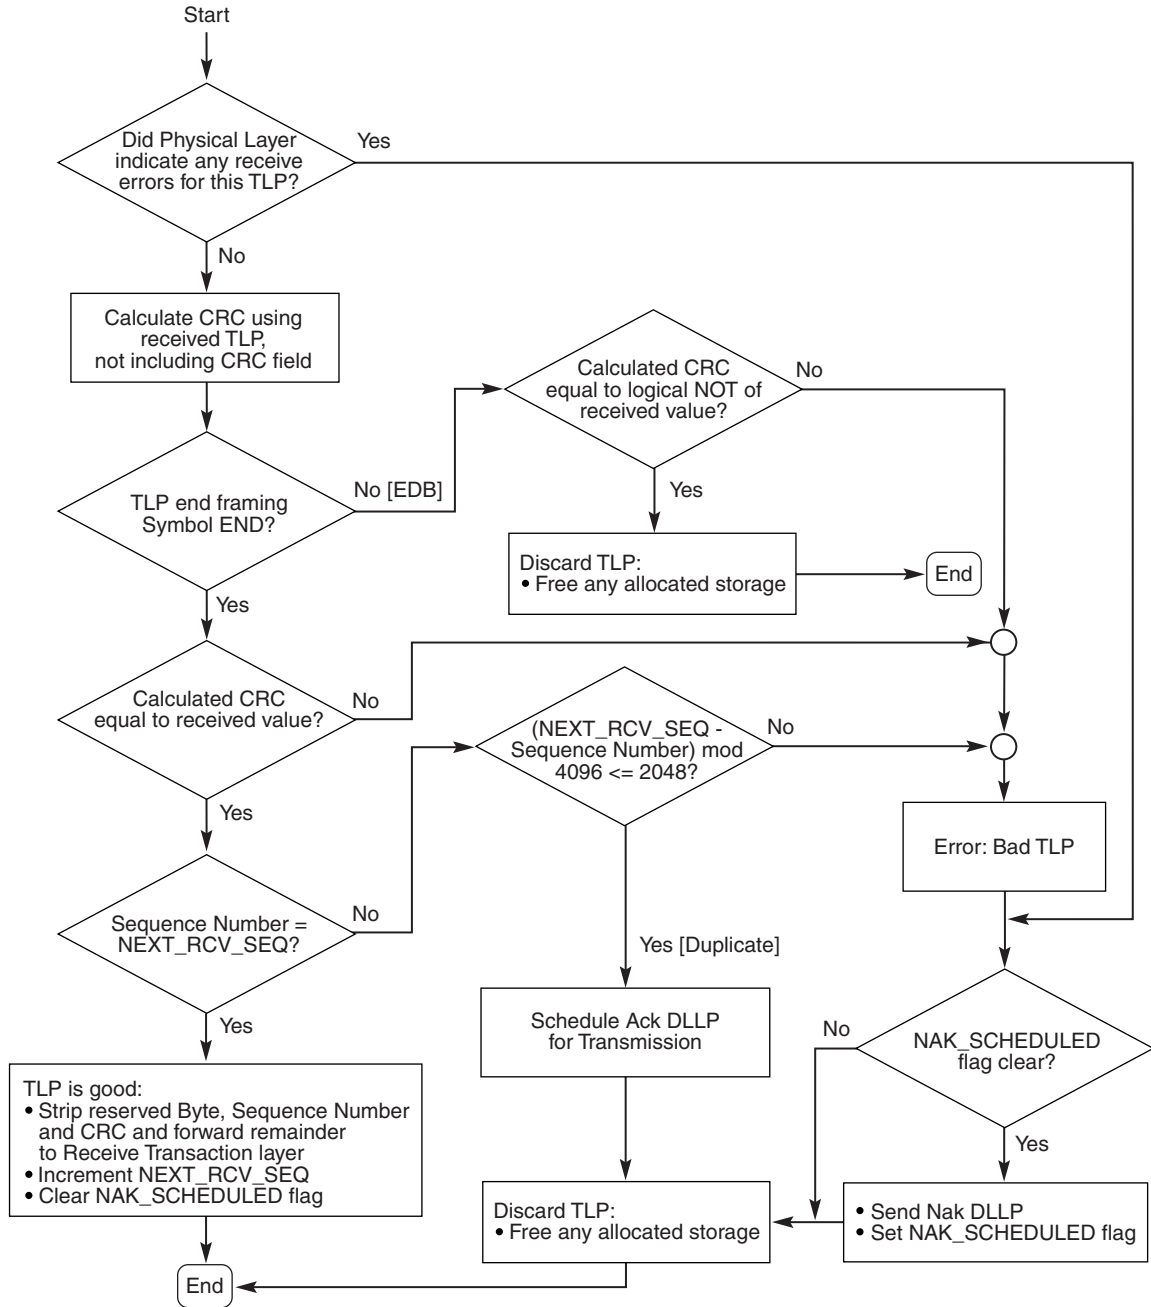 Start
Did Physical Layer
indicate any receive
errors for this TLP?
Yes
No
Calculate CRC using
received TLP,
not including CRC field
Calculated CRC
equal to logical NOT of
received value?
No
TLP end framing
Symbol END?
No [EDB]
Yes
Discard TLP:
• Free any allocated storage
End
Yes
Calculated CRC
equal to received value?
No
(NEXT_RCV_SEQ -
Sequence Number) mod
4096 <= 2048?
No
Yes
Error: Bad TLP
Sequence Number =
NEXT_RCV_SEQ?
No
Yes [Duplicate]
Yes
Schedule Ack DLLP
for Transmission
No
NAK_SCHEDULED
flag clear?
TLP is good:
• Strip reserved Byte, Sequence Number
and CRC and forward remainder
to Receive Transaction layer
• Increment NEXT_RCV_SEQ
• Clear NAK_SCHEDULED flag
Yes
Discard TLP:
• Free any allocated storage
• Send Nak DLLP
• Set NAK_SCHEDULED flag
End